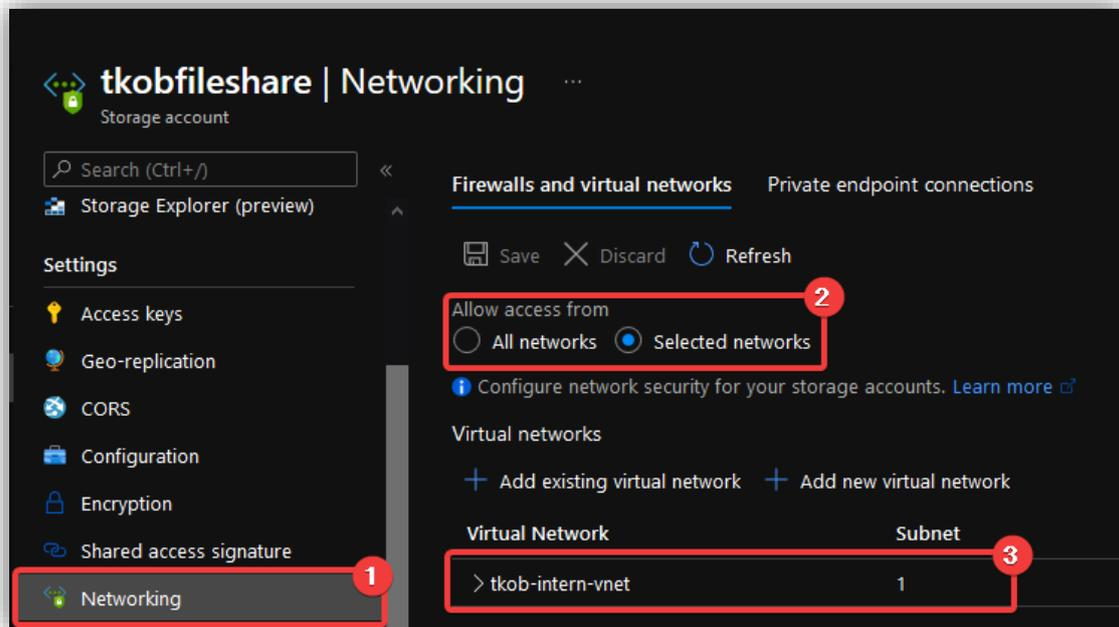 tkobfileshare | Networking ...
Storage account
Search (Ctrl+/)
«
Storage Explorer (preview)
Settings
Access keys
Geo-replication
CORS
Configuration
Encryption
Shared access signature
1
Networking
Firewalls and virtual networks Private endpoint connections
Save Discard Refresh
2
Allow access from
All networks Selected networks
Configure network security for your storage accounts. Learn more
Virtual networks
+ Add existing virtual network + Add new virtual network
Virtual Network Subnet
3
> tkob-intern-vnet 1